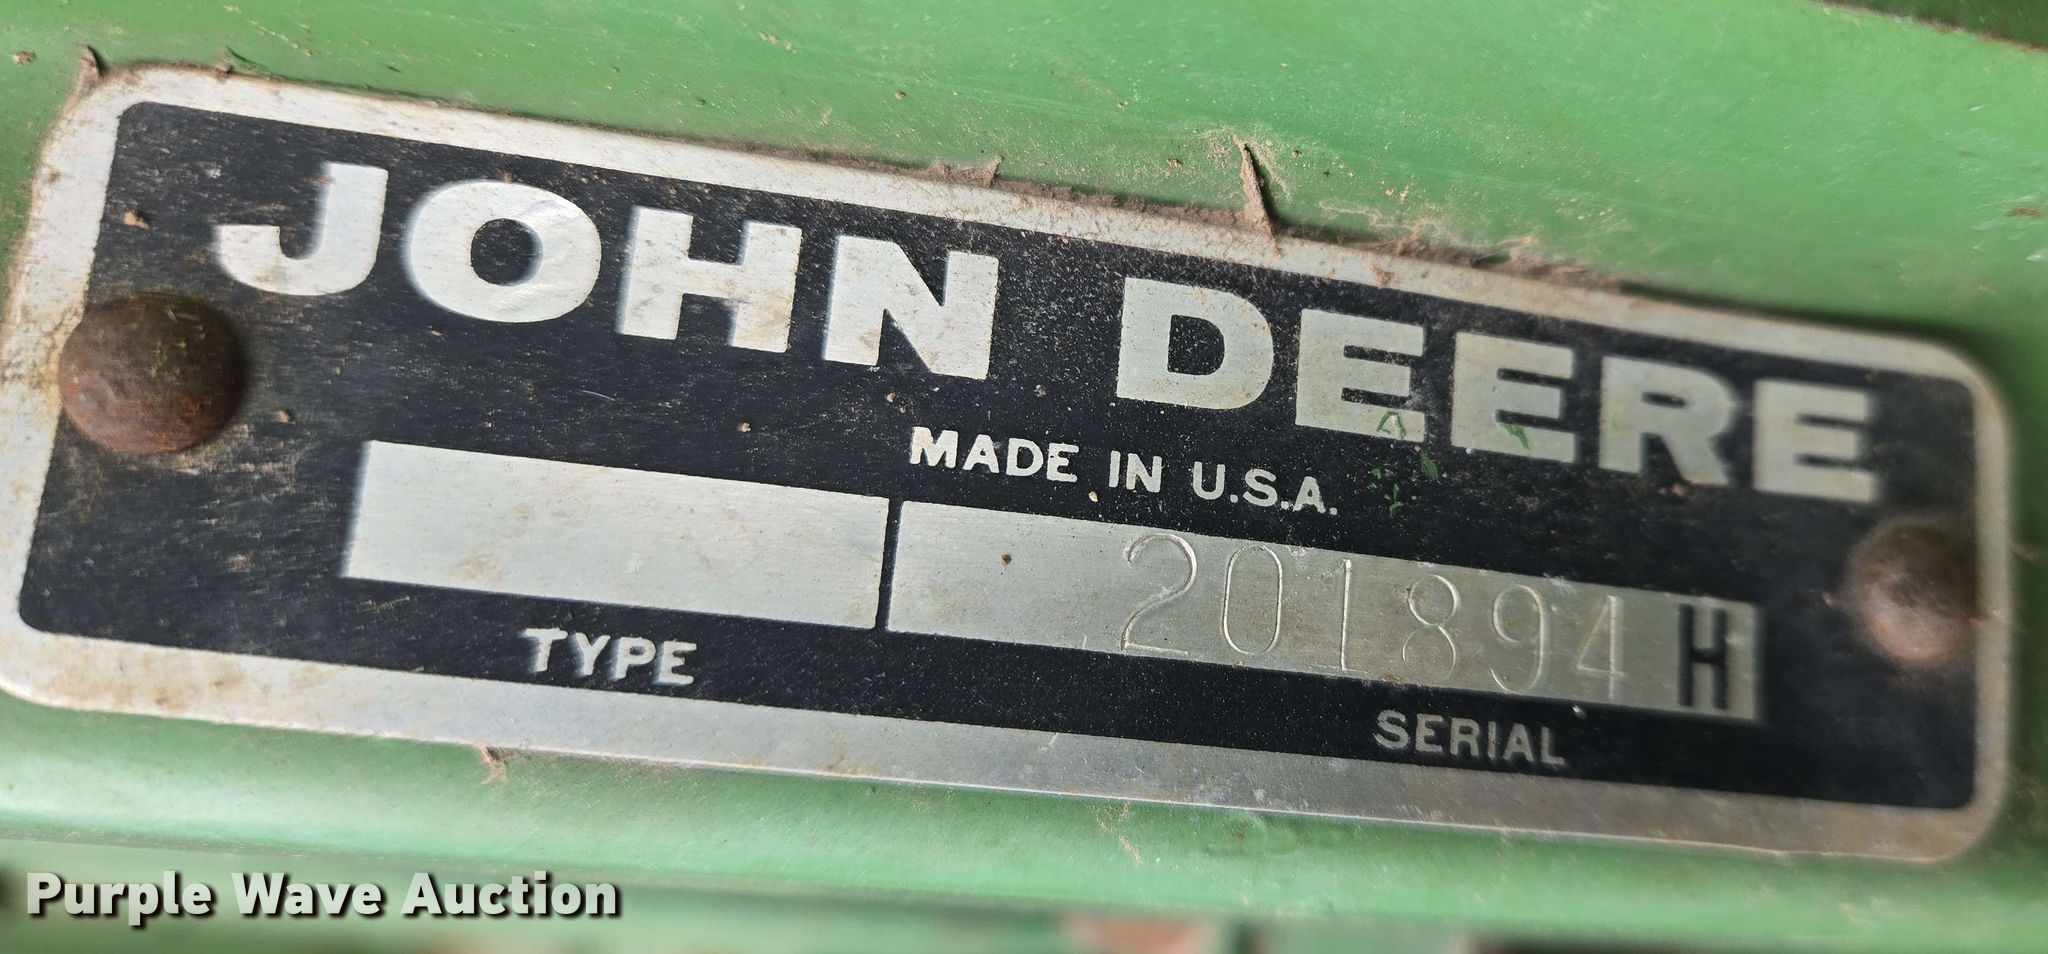 JOHN DEERE
MADE IN U.S.A.
201894 H
TYPE SERIAL
Purple Wave Auction